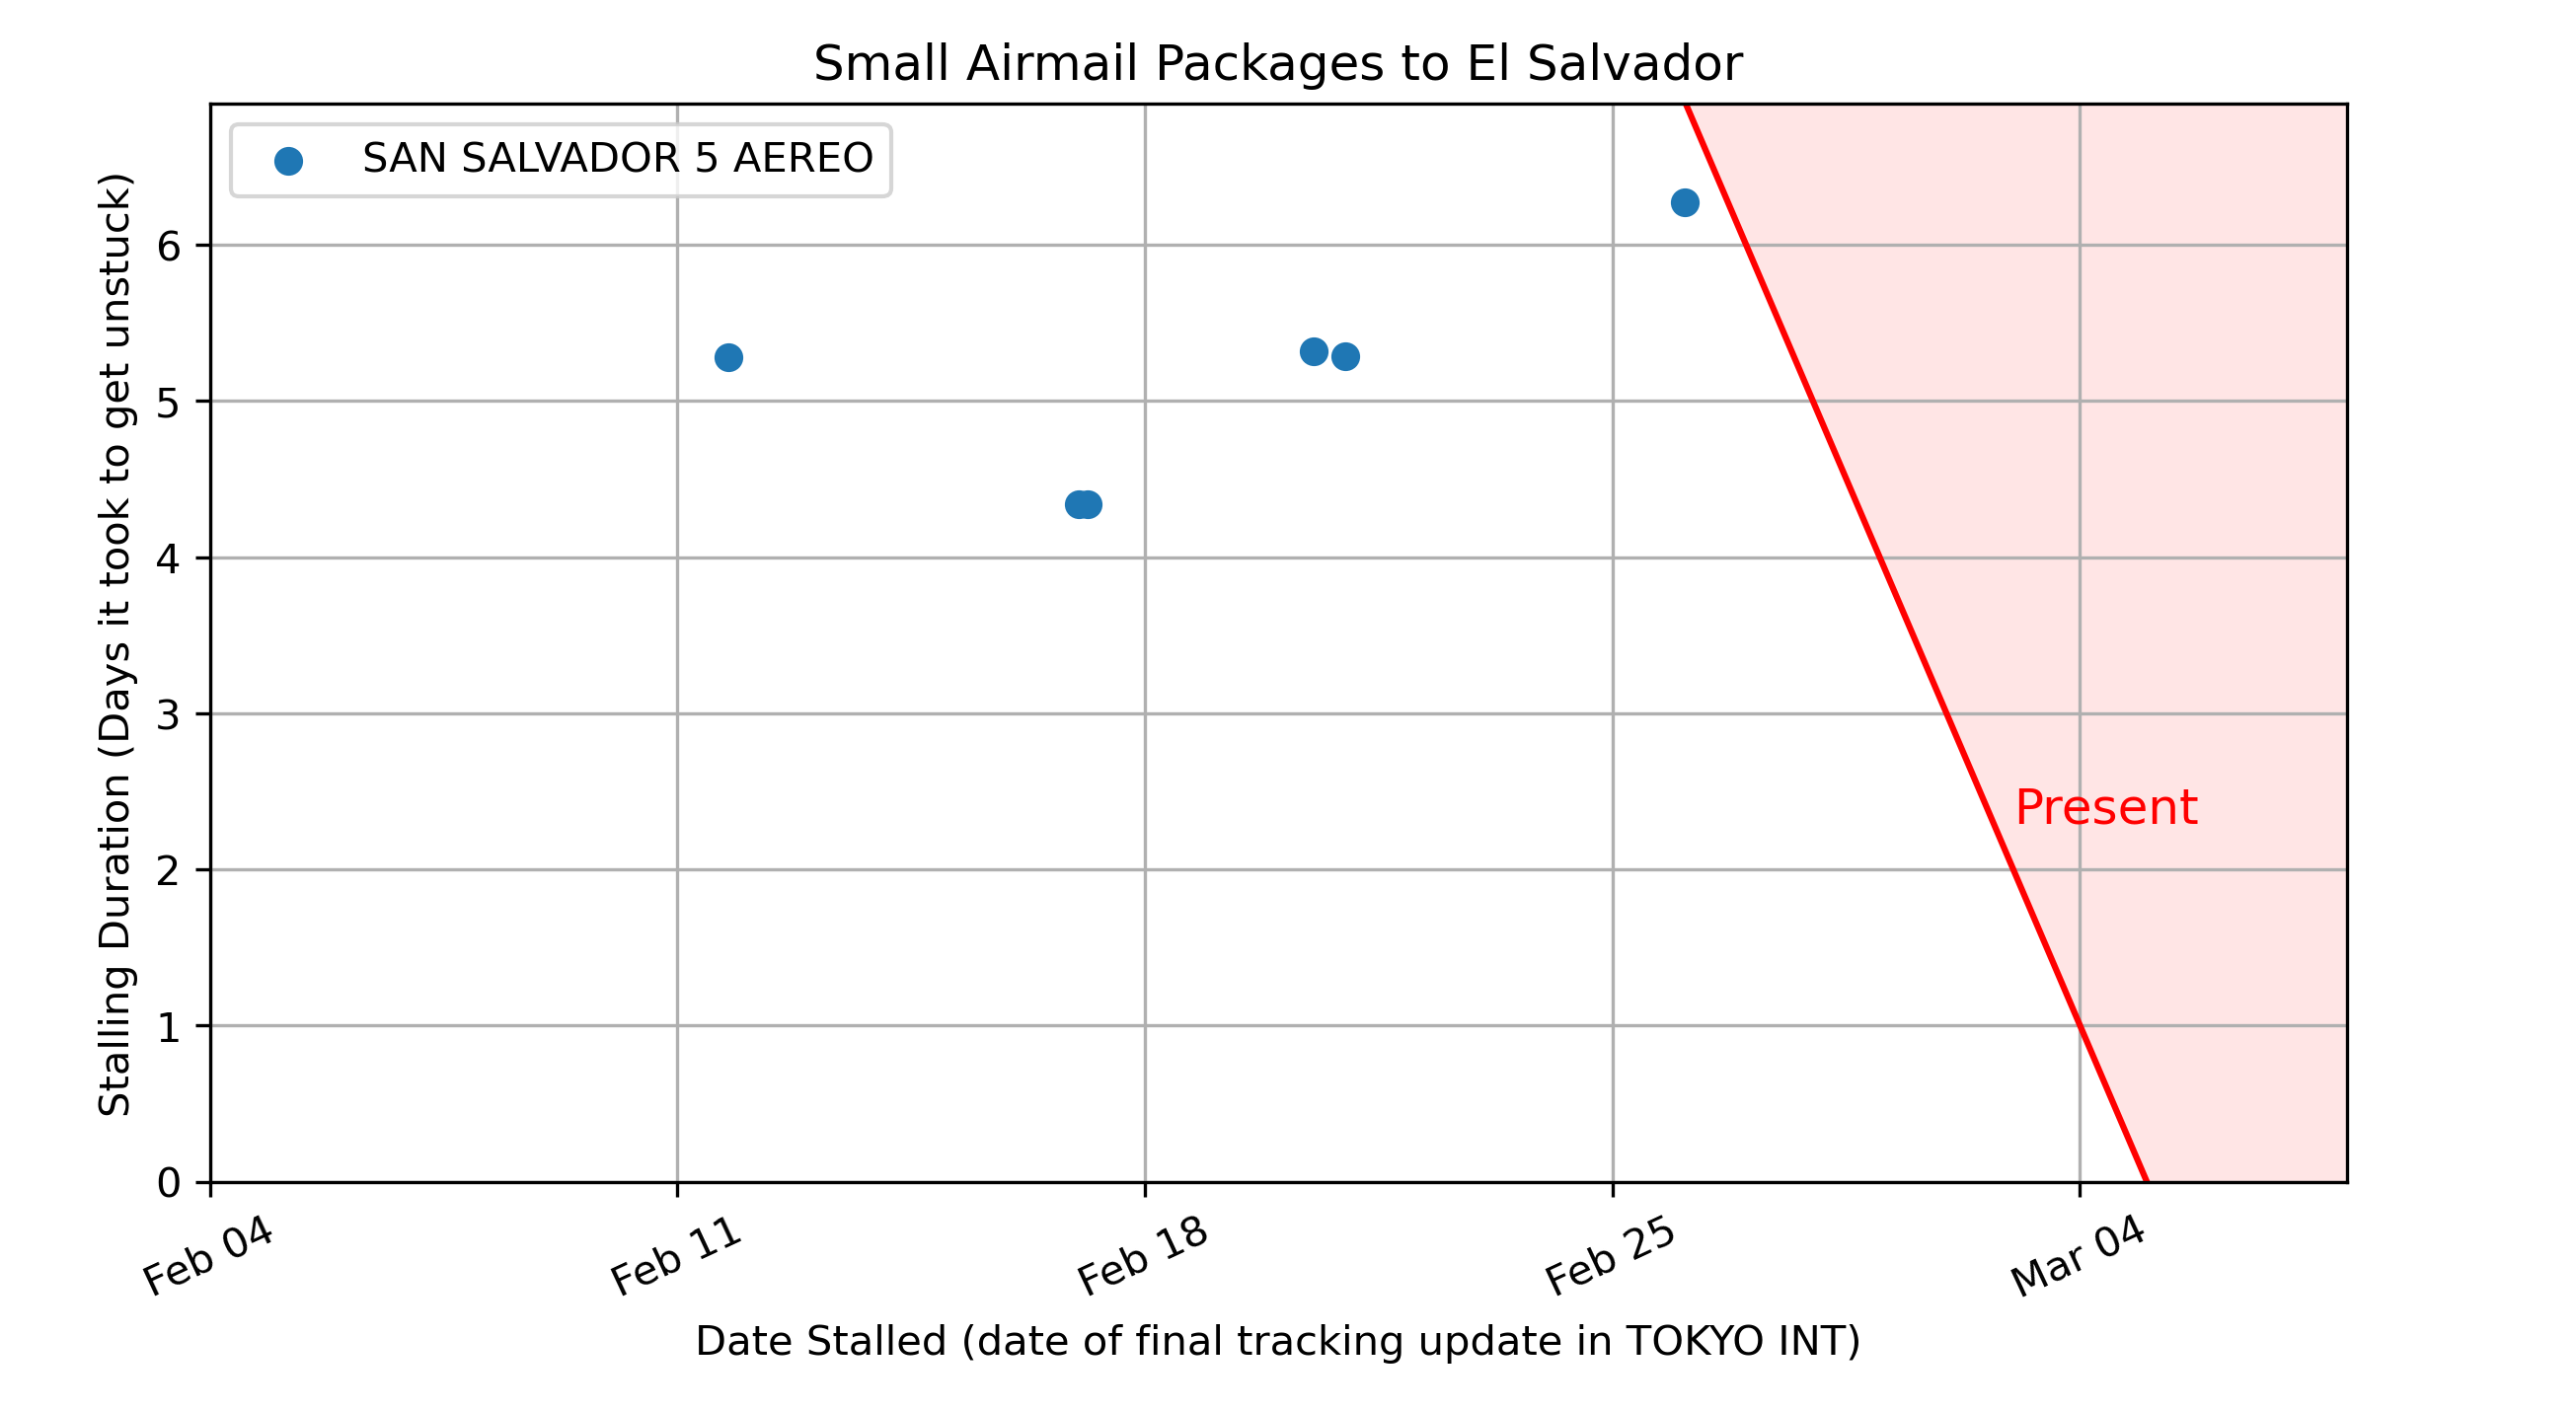 Small Airmail Packages to El Salvador
SAN SALVADOR 5 AEREO
Stalling Duration (Days it took to get unstuck)
6
5
4
3
2
1
0
Present
Feb 04
Feb 11
Feb 18
Feb 25
Mar 04
Date Stalled (date of final tracking update in TOKYO INT)